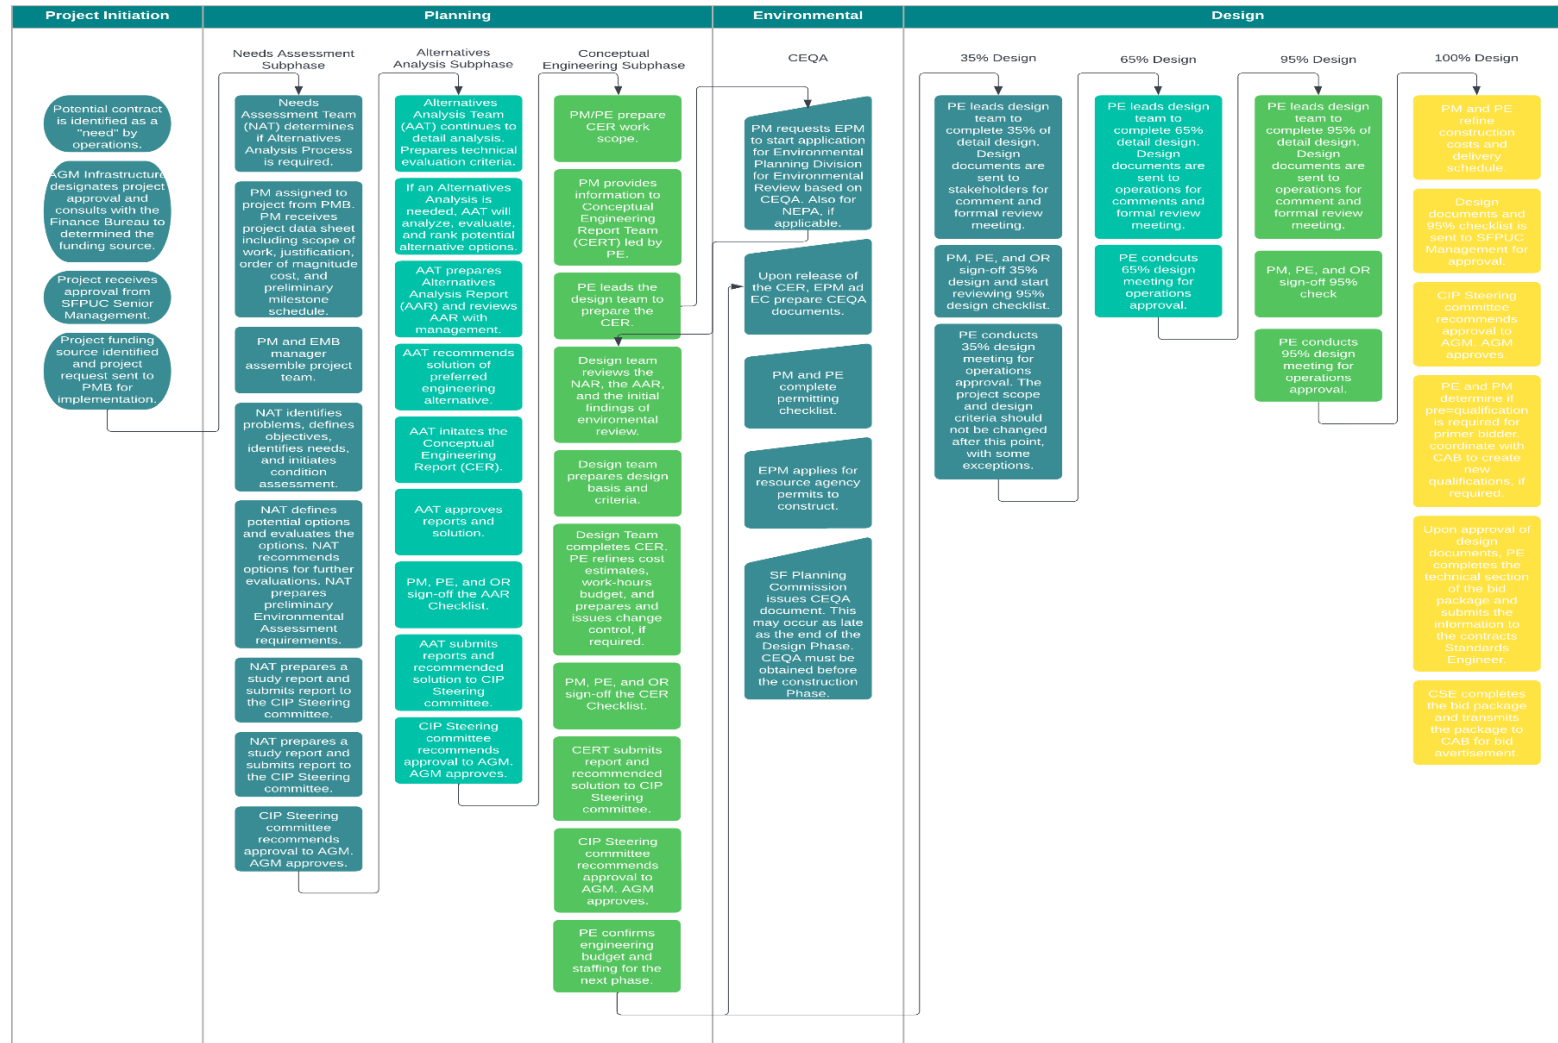 Project Initiation
Planning
Environmental
Design
Needs Assessment
Subphase
Alternatives
Analysis Subphase
Conceptual
Engineering Subphase
CEQA
35% Design
65% Design
95% Design
100% Design
Potential contract
is identified as a
"need" by
operations.
AGM Infrastructure
designates project
approval and
consults with the
Finance Bureau to
determined the
funding source.
Project receives
approval from
SFPUC Senior
Management.
Project funding
source identified
and project
request sent to
PMB for
implementation.
Needs
Assessment Team
(NAT) determines
if Alternatives
Analysis Process
is required.
PM assigned to
project from PMB.
PM receives
project data sheet
including scope of
work, justification,
order of magnitude
cost, and
preliminary
milestone
schedule.
PM and EMB
manager
assemble project
team.
NAT identifies
problems, defines
objectives,
identifies needs,
and initiates
condition
assessment.
NAT defines
potential options
and evaluates the
options. NAT
recommends
options for further
evaluations. NAT
prepares
preliminary
Environmental
Assessment
requirements.
NAT prepares a
study report and
submits report to
the CIP Steering
committee.
NAT prepares a
study report and
submits report to
the CIP Steering
committee.
CIP Steering
committee
recommends
approval to AGM.
AGM approves.
Alternatives
Analysis Team
(AAT) continues to
detail analysis.
Prepares technical
evaluation criteria.
If an Alternatives
Analysis is
needed, AAT will
analyze, evaluate,
and rank potential
alternative options.
AAT prepares
Alternatives
Analysis Report
(AAR) and reviews
AAR with
management.
AAT recommends
solution of
preferred
engineering
alternative.
AAT initates the
Conceptual
Engineering
Report (CER).
AAT approves
reports and
solution.
PM, PE, and OR
sign-off the AAR
Checklist.
AAT submits
reports and
recommended
solution to CIP
Steering
committee.
CIP Steering
committee
recommends
approval to AGM.
AGM approves.
PM/PE prepare
CER work
scope.
PM provides
information to
Conceptual
Engineering
Report Team
(CERT) led by
PE.
PE leads the
design team to
prepare the
CER.
Design team
reviews the
NAR, the AAR,
and the initial
findings of
enviromental
review.
Design team
prepares design
basis and
criteria.
Design Team
completes CER.
PE refines cost
estimates,
work-hours
budget, and
prepares and
issues change
control, if
required.
PM, PE, and OR
sign-off the CER
Checklist.
CERT submits
report and
recommended
solution to CIP
Steering
committee.
CIP Steering
committee
recommends
approval to
AGM. AGM
approves.
PE confirms
engineering
budget and
staffing for the
next phase.
PM requests EPM
to start application
for Environmental
Planning Division
for Environmental
Review based on
CEQA. Also for
NEPA, if
applicable.
Upon release of
the CER, EPM ad
EC prepare CEQA
documents.
PM and PE
complete
permitting
checklist.
EPM applies for
resource agency
permits to
construct.
SF Planning
Commission
issues CEQA
document. This
may occur as late
as the end of the
Design Phase.
CEQA must be
obtained before
the construction
Phase.
PE leads design
team to
complete 35% of
detail design.
Design
documents are
sent to
stakeholders for
comment and
forrmal review
meeting.
PM, PE, and OR
sign-off 35%
design and start
reviewing 95%
design checklist.
PE conducts
35% design
meeting for
operations
approval. The
project scope
and design
criteria should
not be changed
after this point,
with some
exceptions.
PE leads design
team to
complete 65%
detail design.
Design
documents are
sent to
operations for
comments and
formal review
meeting.
PE condcuts
65% design
meeting for
operations
approval.
PE leads design
team to
complete 95% of
detail design.
Design
documents are
sent to
operations for
comment and
forrmal review
meeting.
PM, PE, and OR
sign-off 95%
check
PE conducts
95% design
meeting for
operations
approval.
PM and PE
refine
construction
costs and
delivery
schedule.
Design
documents and
95% checklist is
sent to SFPUC
Management for
approval.
CIP Steering
committee
recommends
approval to
AGM. AGM
approves.
PE and PM
determine if
pre=qualification
is required for
primer bidder,
coordinate with
CAB to create
new
qualifications, if
required.
Upon approval of
design
documents, PE
completes the
technical section
of the bid
package and
submits the
information to
the contracts
Standards
Engineer.
CSE completes
the bid package
and transmits
the package to
CAB for bid
avertisement.